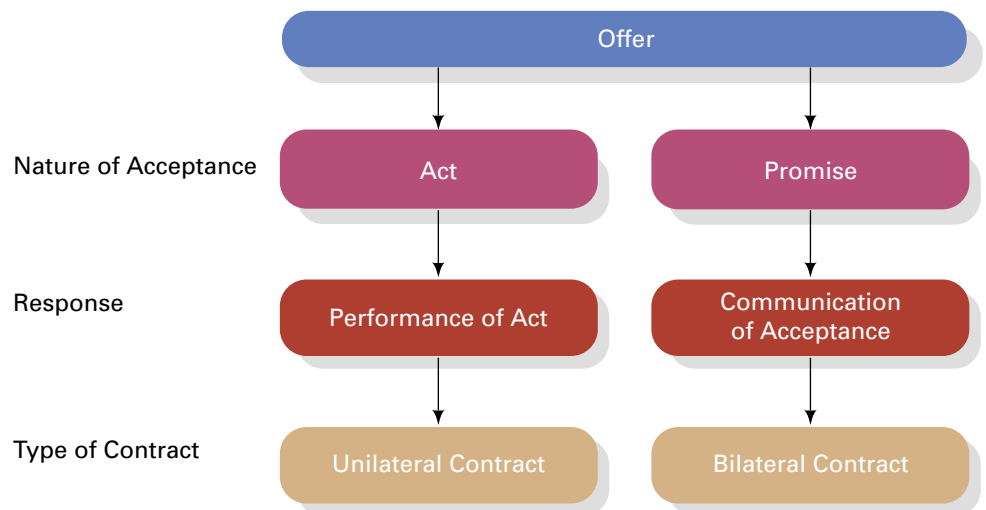 Offer
Nature of Acceptance
Act
Promise
Response
Performance of Act
Communication
of Acceptance
Type of Contract
Unilateral Contract
Bilateral Contract